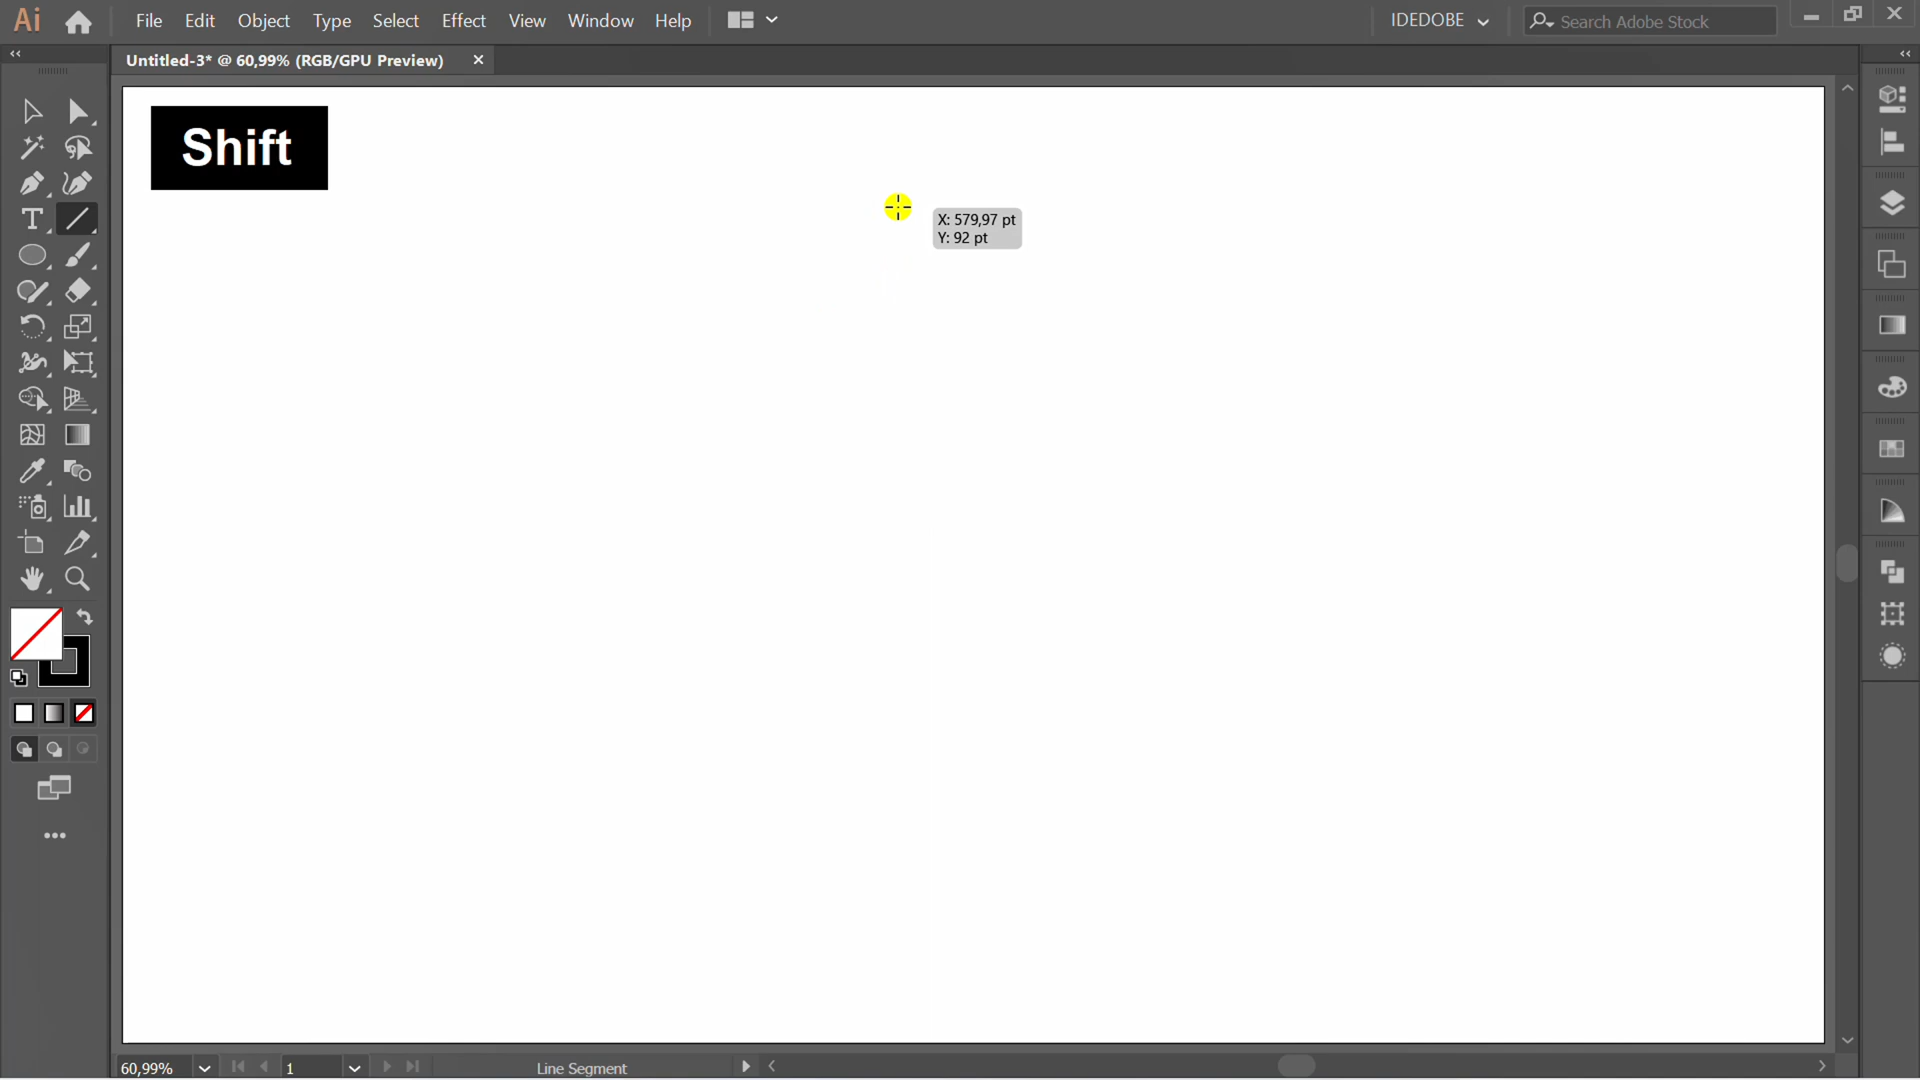 Ai File Edit Object Type Select Effect View Window Help IDEDOBE Search Adobe Stock
Untitled-3* @ 60,99% (RGB/GPU Preview)
Shift
X: 579,97 pt
Y: 92 pt
60,99% 1 Line Segment